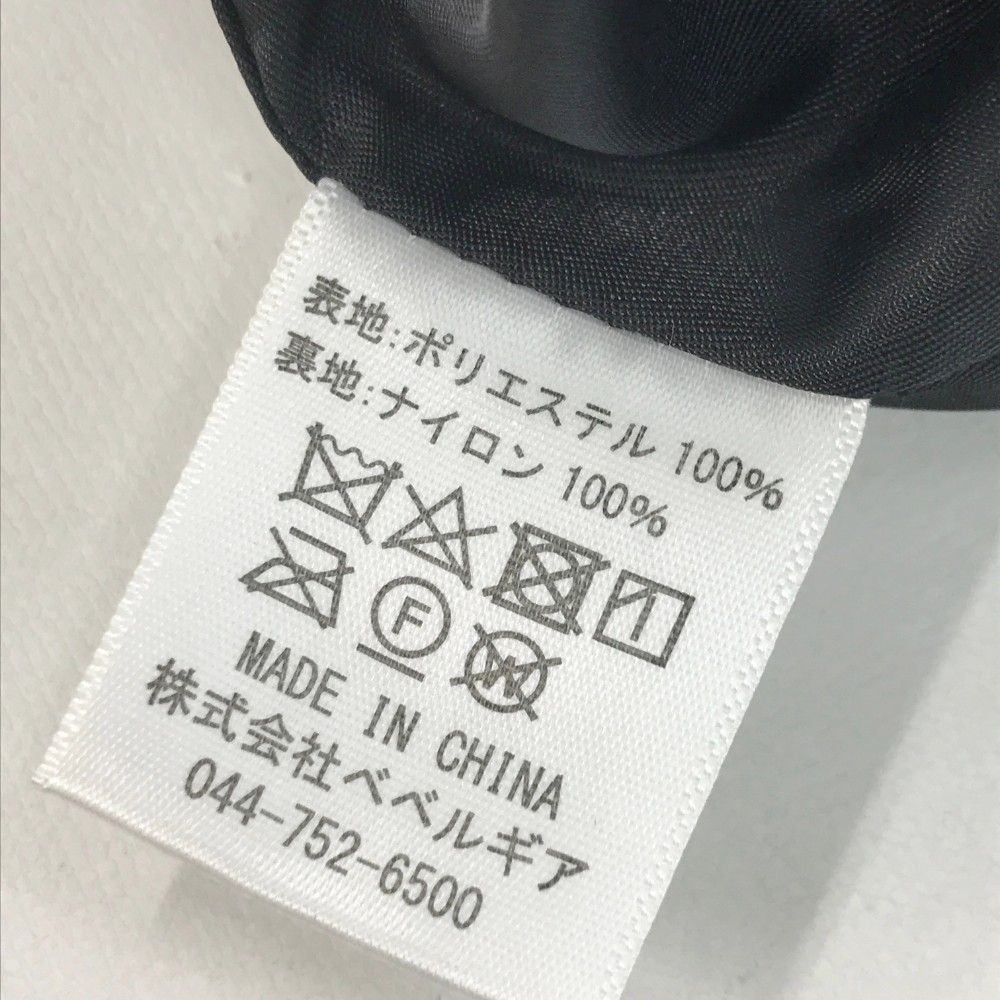 表地:ポリエステル 100%
裏地:ナイロン 100%
F W
MADE IN CHINA
株式会社ベベルギア
044-752-6500